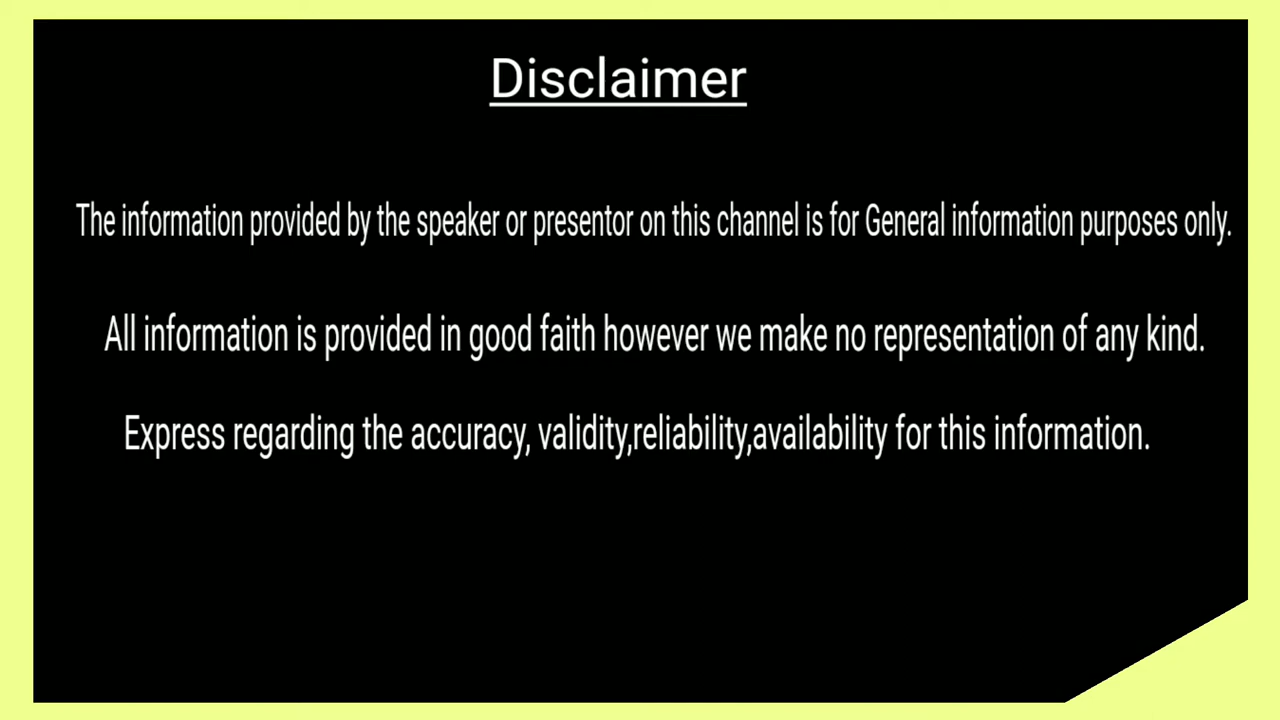 Disclaimer
The information provided by the speaker or presentor on this channel is for General information purposes only.
All information is provided in good faith however we make no representation of any kind.
Express regarding the accuracy, validity,reliability,availability for this information.